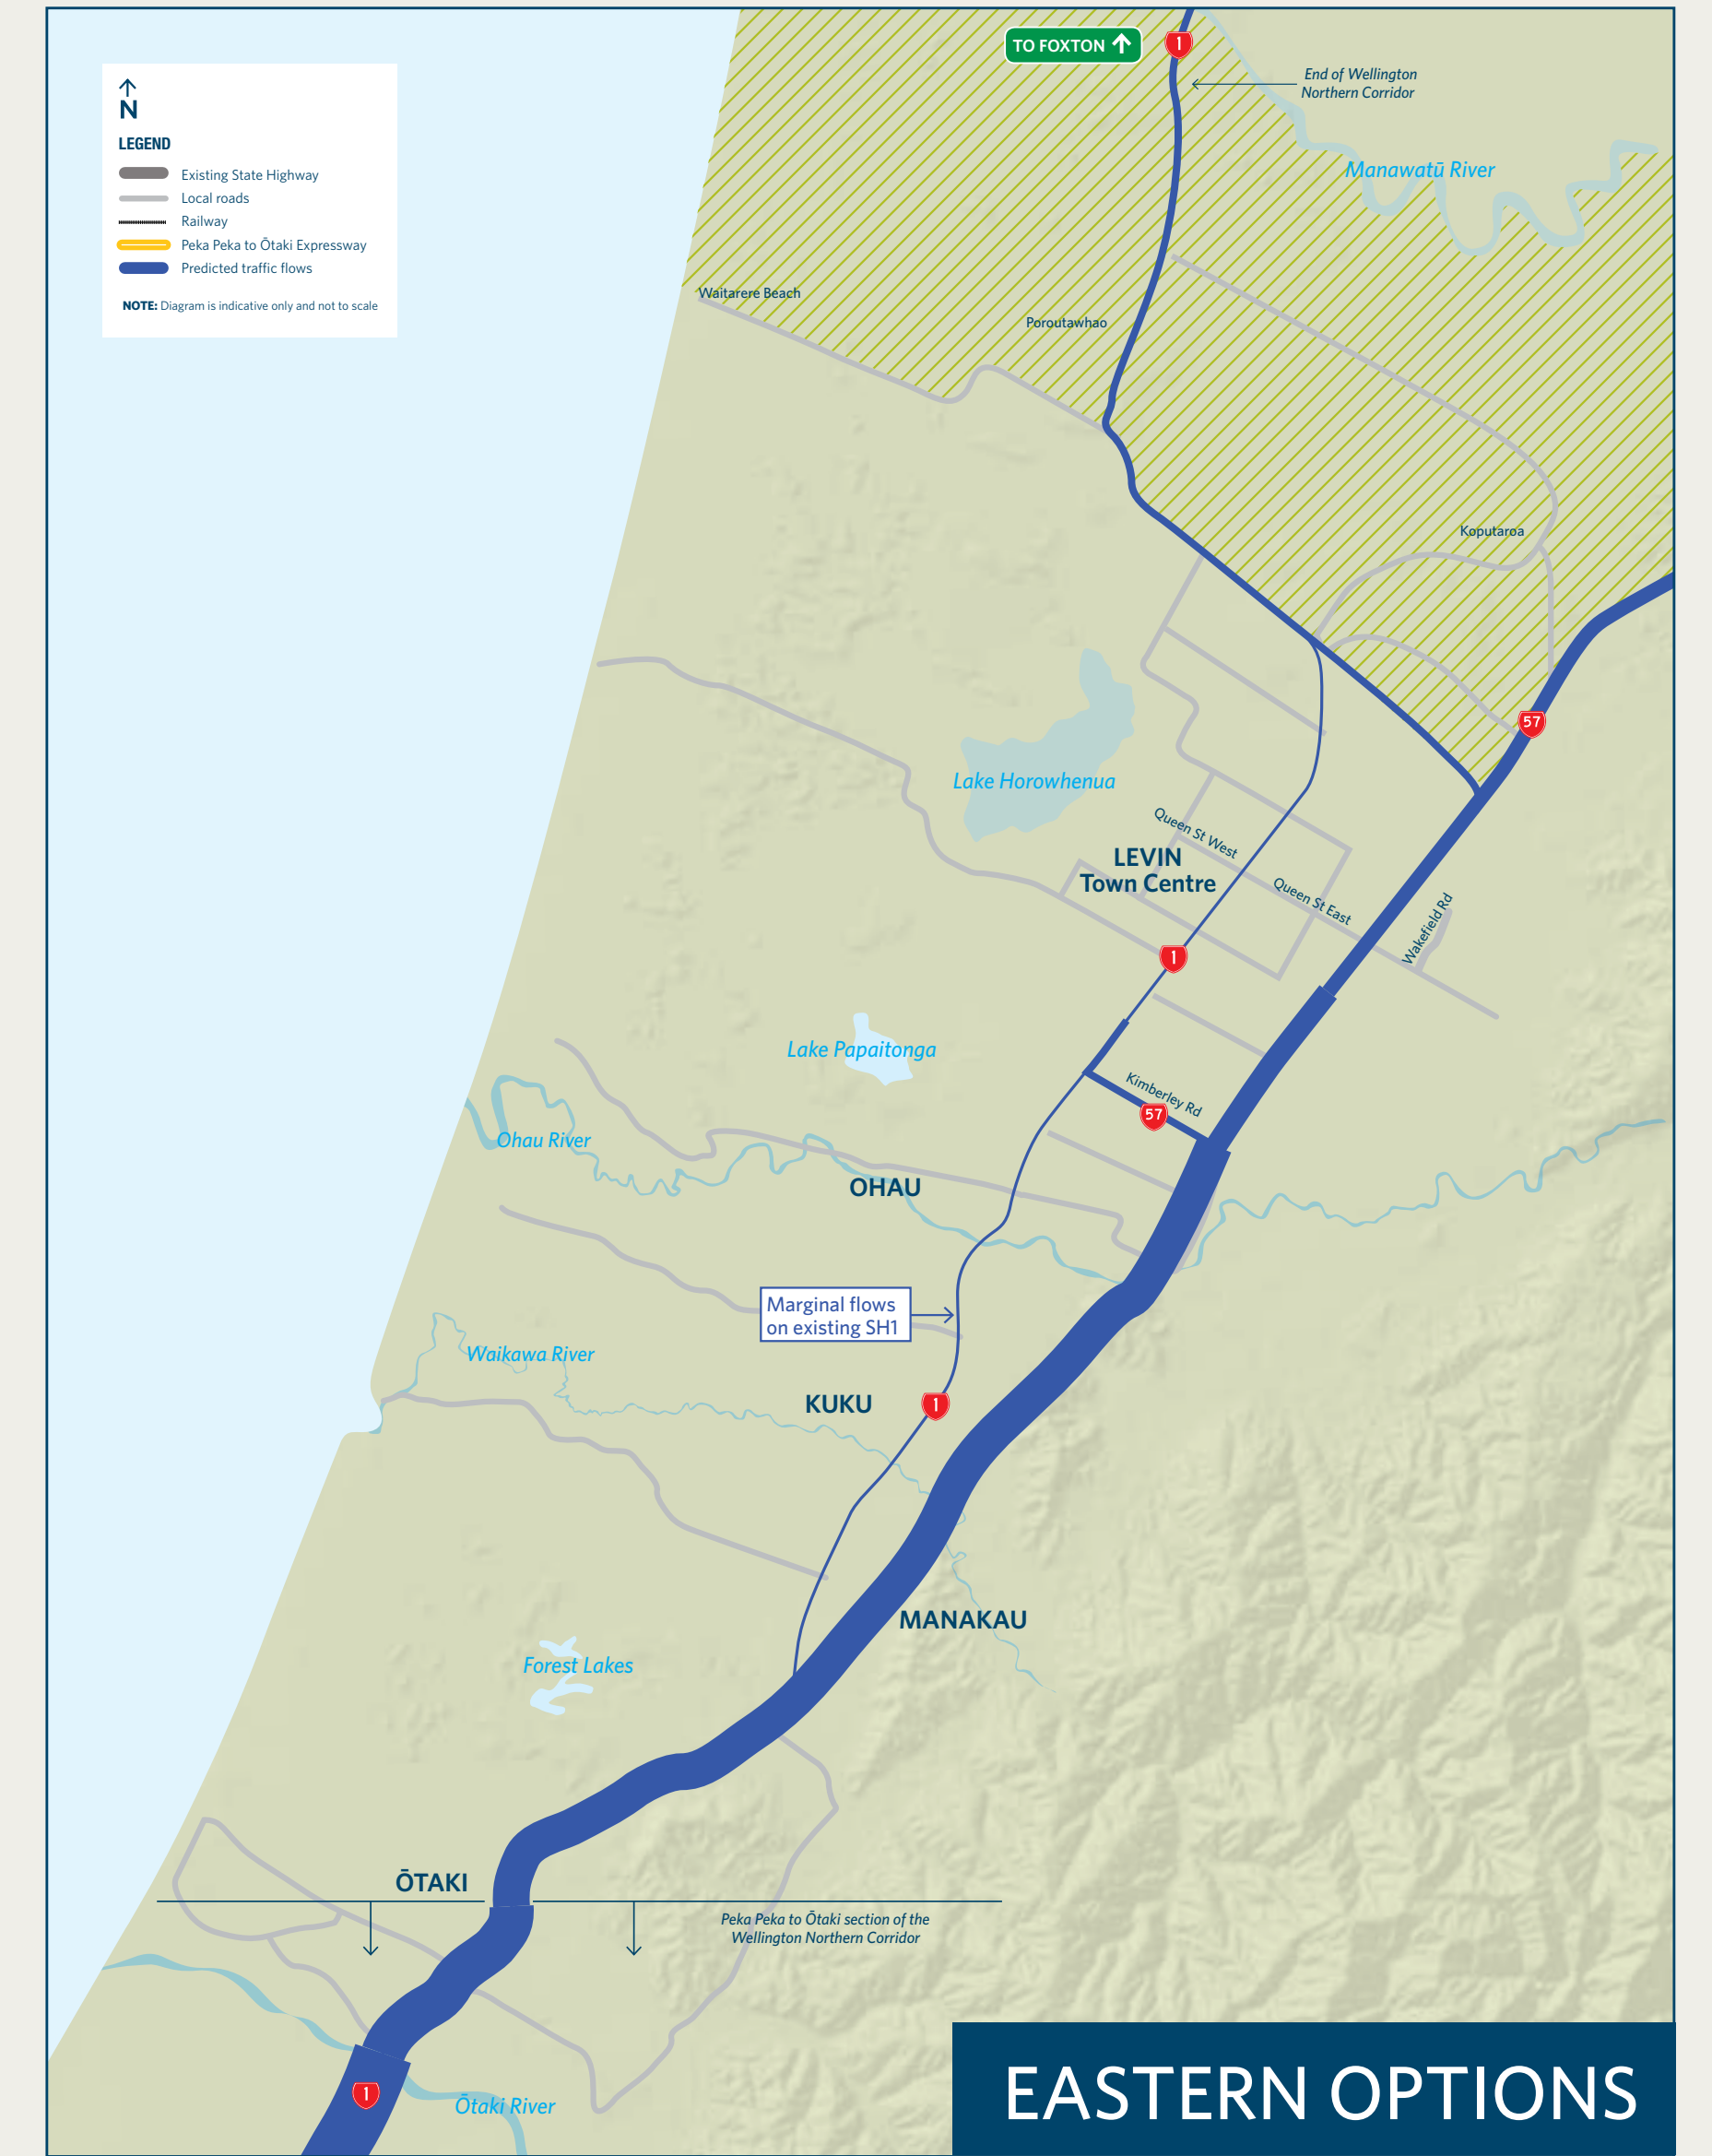 N
LEGEND
Existing State Highway
Local roads
Railway
Peka Peka to Ōtaki Expressway
Predicted traffic flows
NOTE: Diagram is indicative only and not to scale
TO FOXTON
1
End of Wellington
Northern Corridor
Manawatū River
Waitarere Beach
Poroutawhao
Koputaroa
57
Lake Horowhenua
Queen St West
LEVIN
Town Centre
Queen St East
Wakefield Rd
1
Lake Papaitonga
Kimberley Rd
57
Ohau River
OHAU
Marginal flows
on existing SH1
Waikawa River
KUKU
1
MANAKAU
Forest Lakes
ŌTAKI
Peka Peka to Ōtaki section of the
Wellington Northern Corridor
1
Ōtaki River
EASTERN OPTIONS